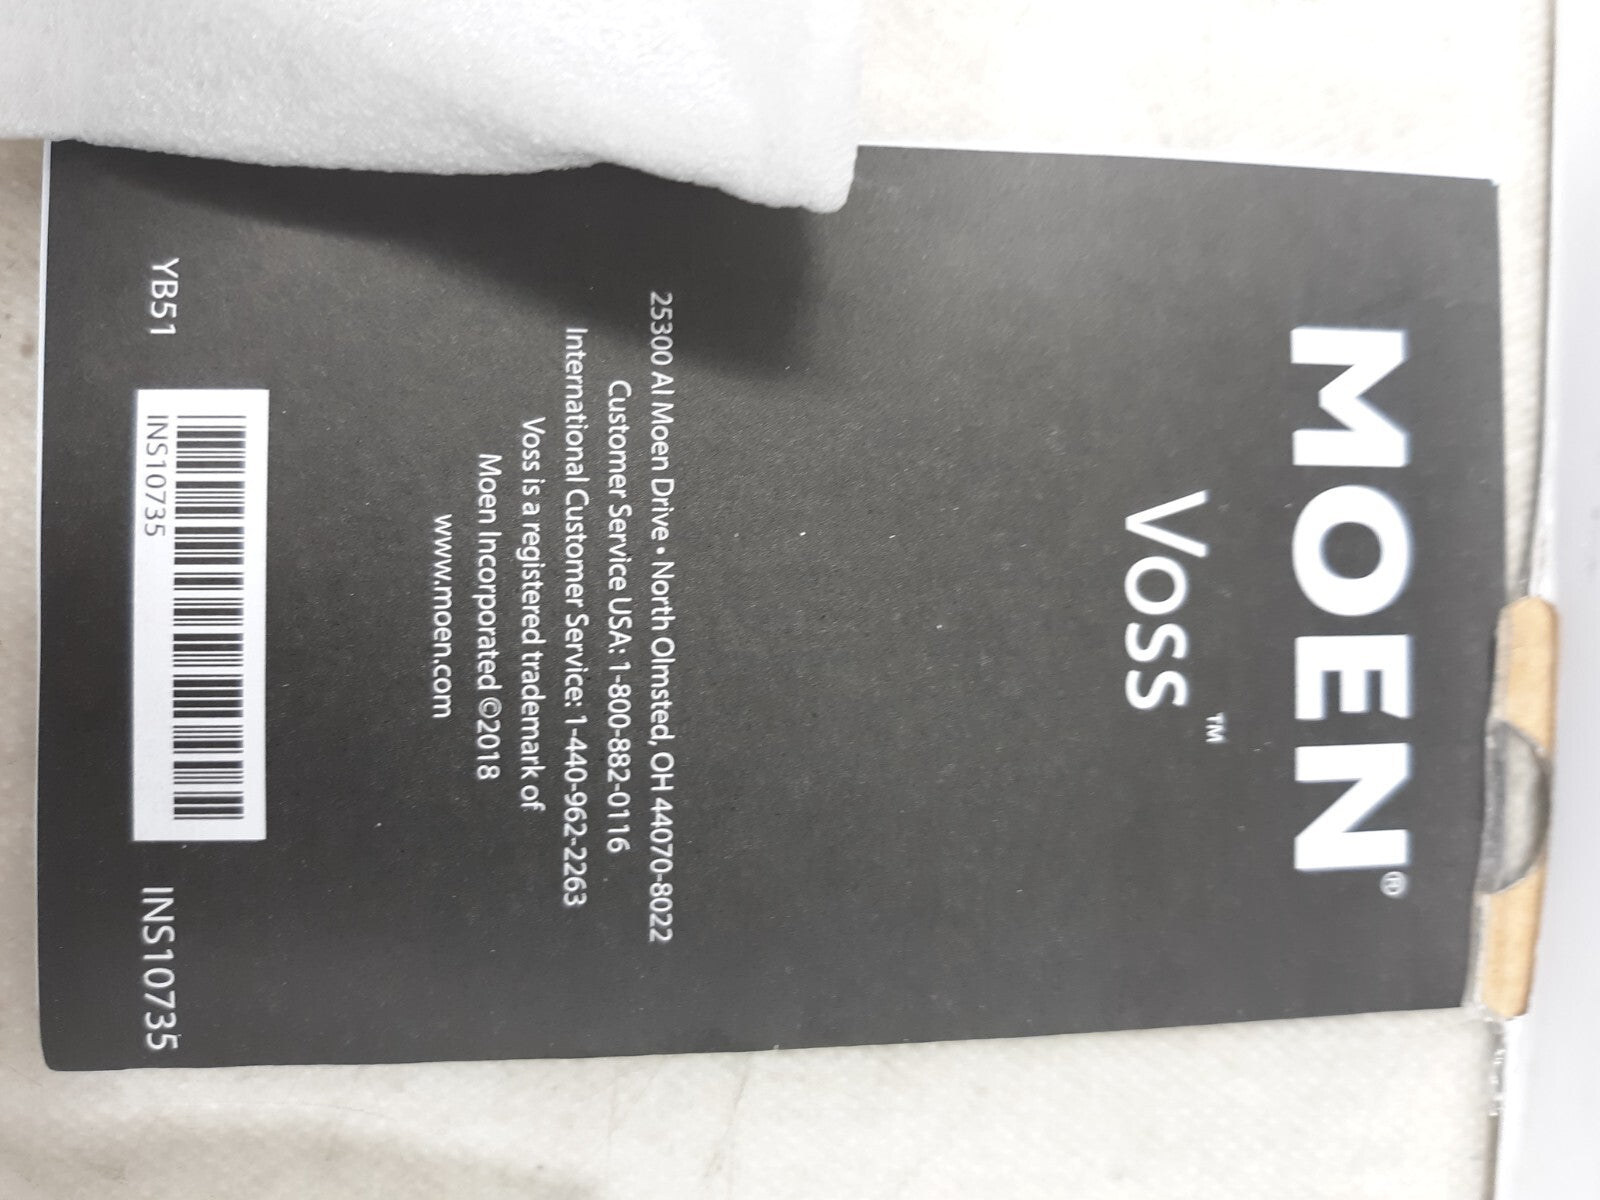 MOEN®
Voss™
25300 Al Moen Drive • North Olmsted, OH 44070-8022
Customer Service USA: 1-800-882-0116
International Customer Service: 1-440-962-2263
Voss is a registered trademark of
Moen Incorporated ©2018
www.moen.com
YB51
INS10735
INS10735